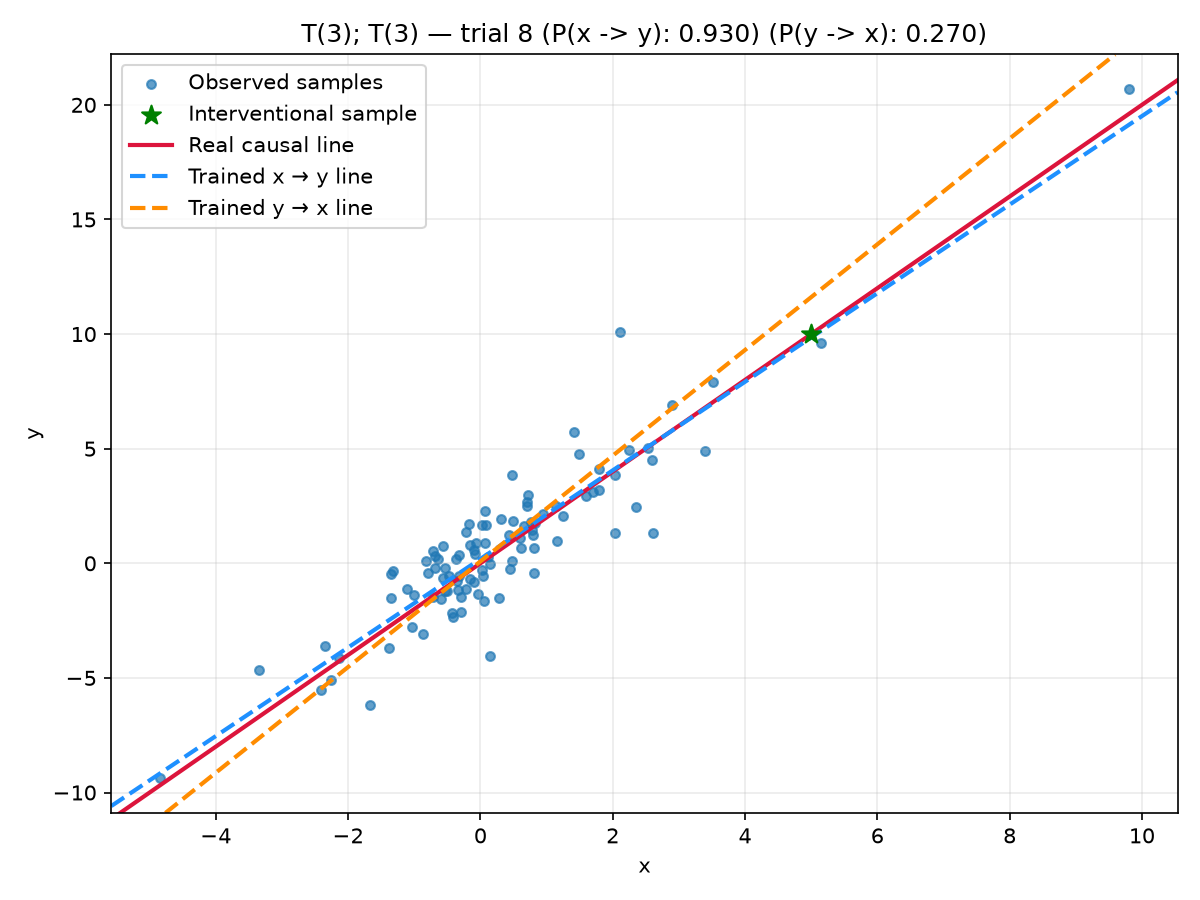 T(3); T(3) — trial 8 (P(x -> y): 0.930) (P(y -> x): 0.270)
Observed samples
Interventional sample
Real causal line
Trained x → y line
Trained y → x line
20
15
10
5
0
−5
−10
y
−4
−2
0
2
4
6
8
10
x